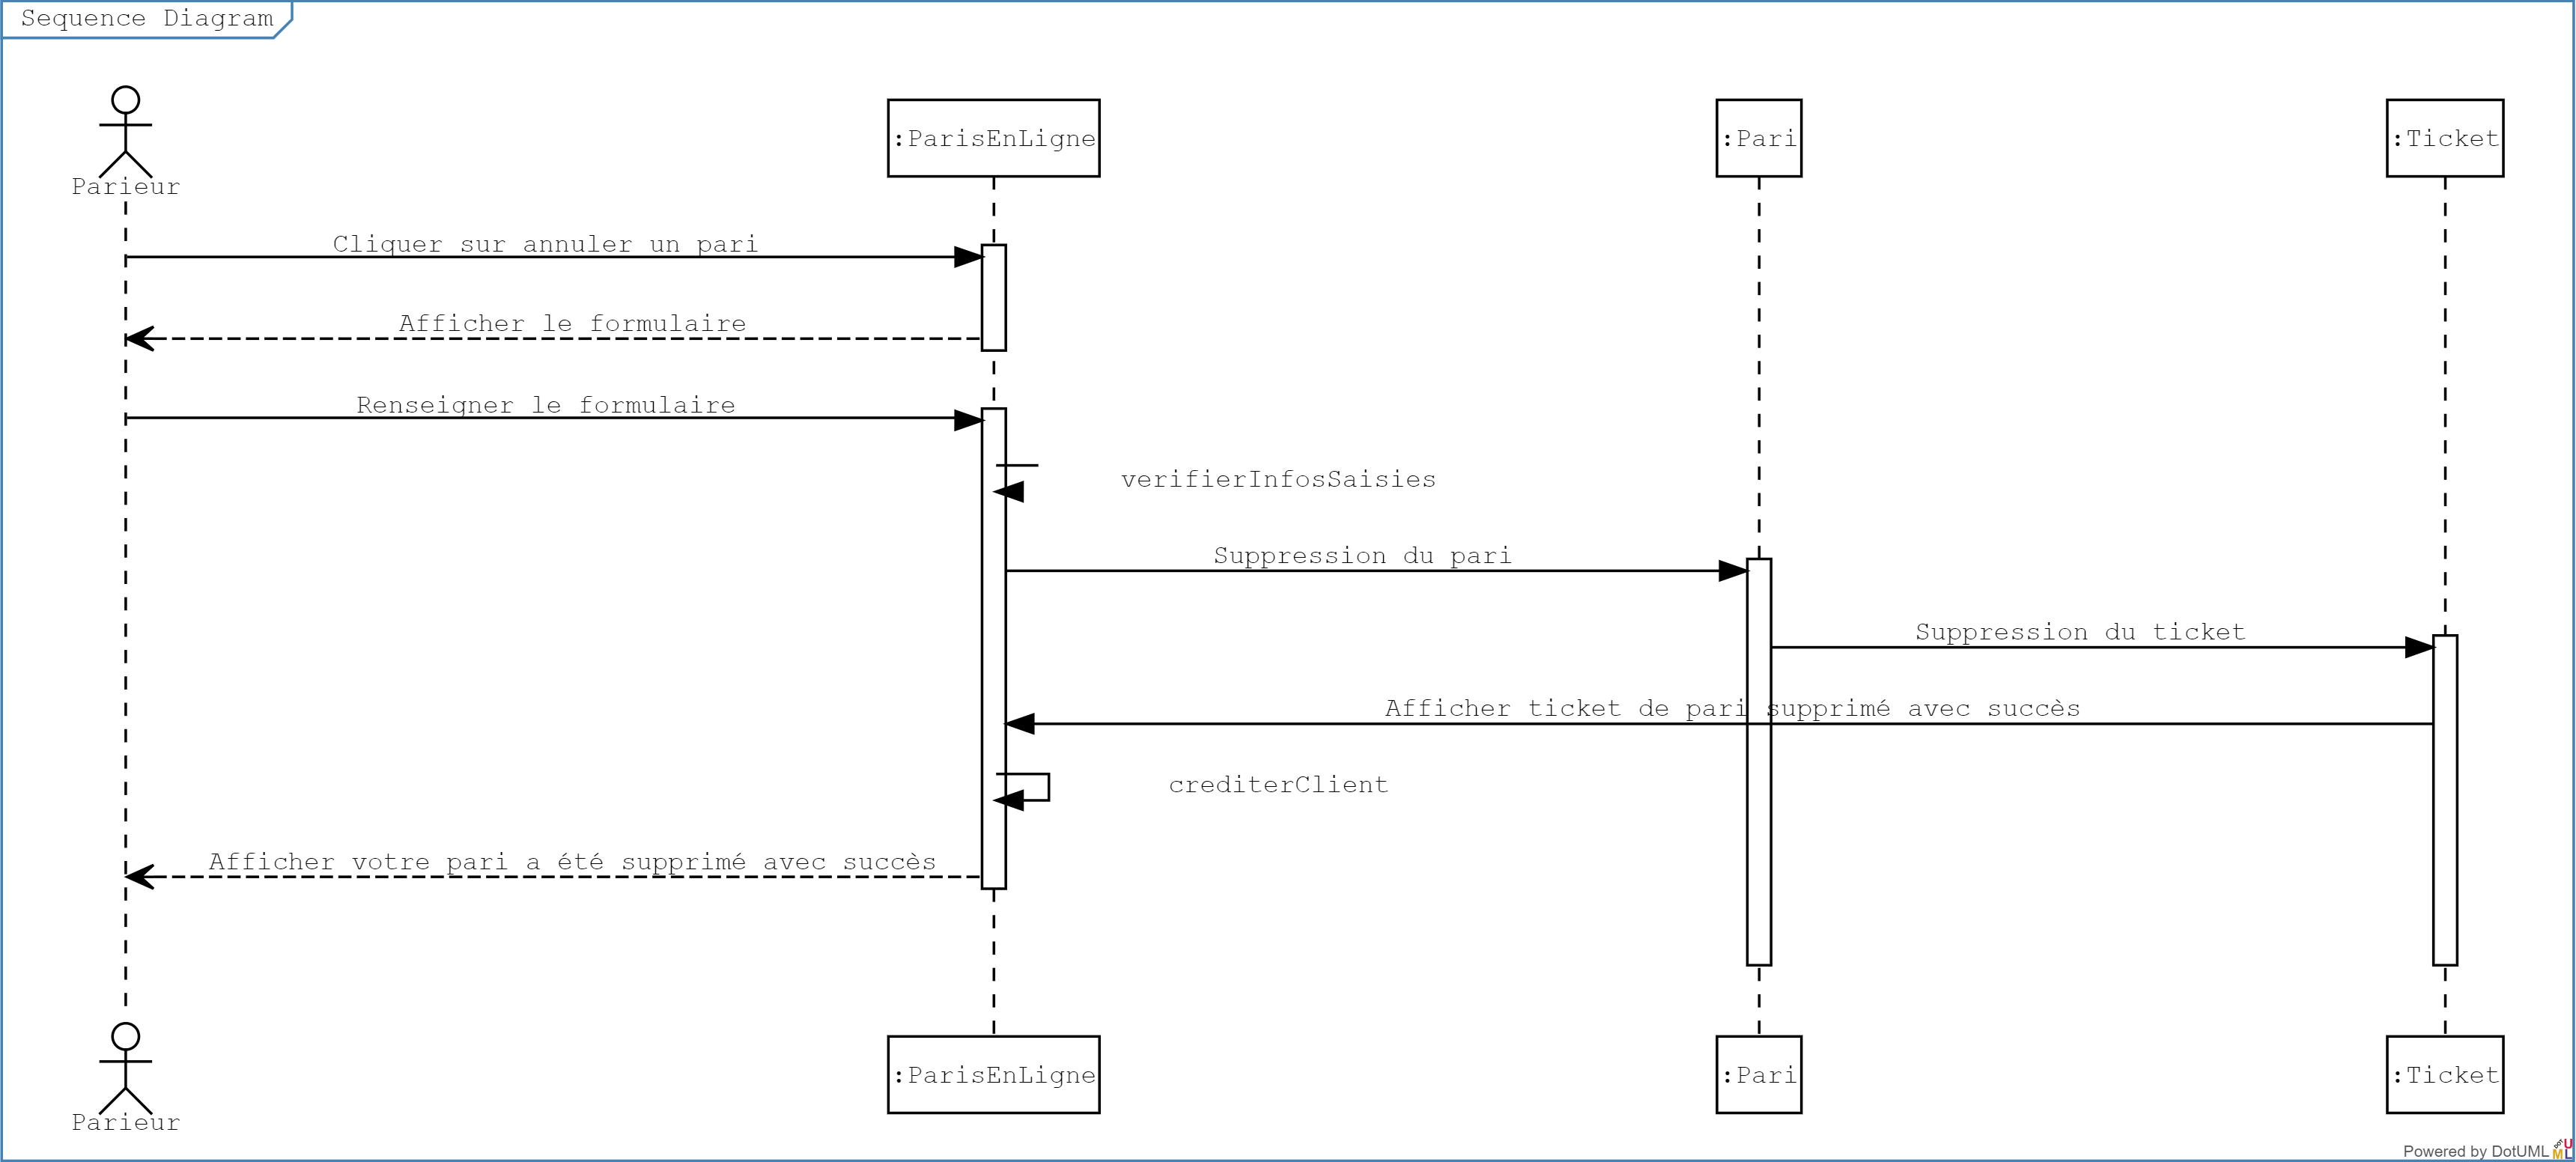 Sequence Diagram
Parieur
:ParisEnLigne
:Pari
:Ticket
Cliquer sur annuler un pari
Afficher le formulaire
Renseigner le formulaire
verifierInfosSaisies
Suppression du pari
Suppression du ticket
Afficher ticket de pari supprimé avec succès
crediterClient
Afficher votre pari a été supprimé avec succès
Parieur
:ParisEnLigne
:Pari
:Ticket
Powered by DotUML